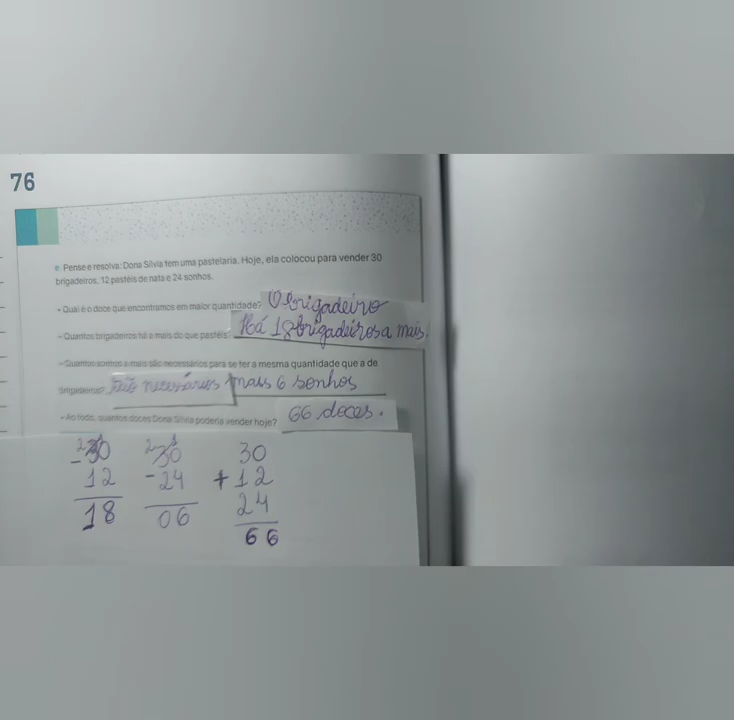 76
e. Pense e resolva: Dona Silvia tem uma pastelaria. Hoje, ela colocou para vender 30
brigadeiros, 12 pastéis de nata e 24 sonhos.
• Qual é o doce que encontramos em maior quantidade? O brigadeiro
– Quantos brigadeiros há a mais do que pastéis? Há 18 brigadeiros a mais.
– Quantos sonhos a mais são necessários para se ter a mesma quantidade que a de
brigadeiros? São necessários mais 6 sonhos
• Ao todo, quantos doces Dona Silvia poderia vender hoje? 66 doces.
30 30 30
- 12 - 24 + 12
24
18 06 66